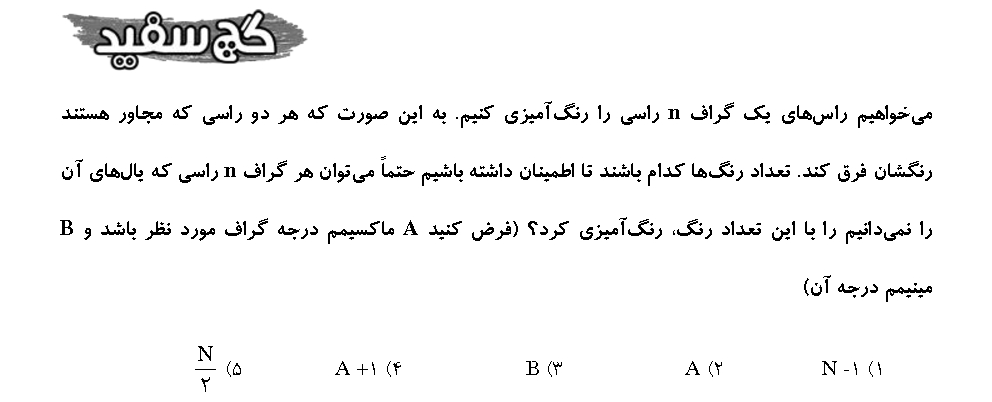 گچ سفید
می‌خواهیم راس‌های یک گراف n راسی را رنگ‌آمیزی کنیم. به این صورت که هر دو راسی که مجاور هستند
رنگشان فرق کند. تعداد رنگ‌ها کدام باشند تا اطمینان داشته باشیم حتماً می‌توان هر گراف n راسی که یال‌های آن
را نمی‌دانیم را با این تعداد رنگ، رنگ‌آمیزی کرد؟ (فرض کنید A ماکسیمم درجه گراف مورد نظر باشد و B
مینیمم درجه آن)
۱) N -۱ ۲) A ۳) B ۴) A +۱ ۵) N/۲